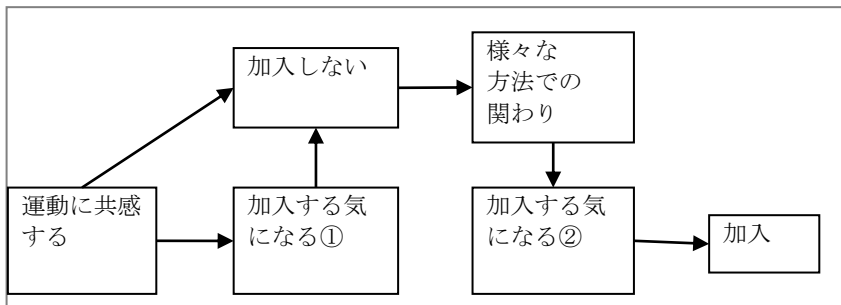 加入しない
様々な
方法での
関わり
運動に共感
する
加入する気
になる①
加入する気
になる②
加入